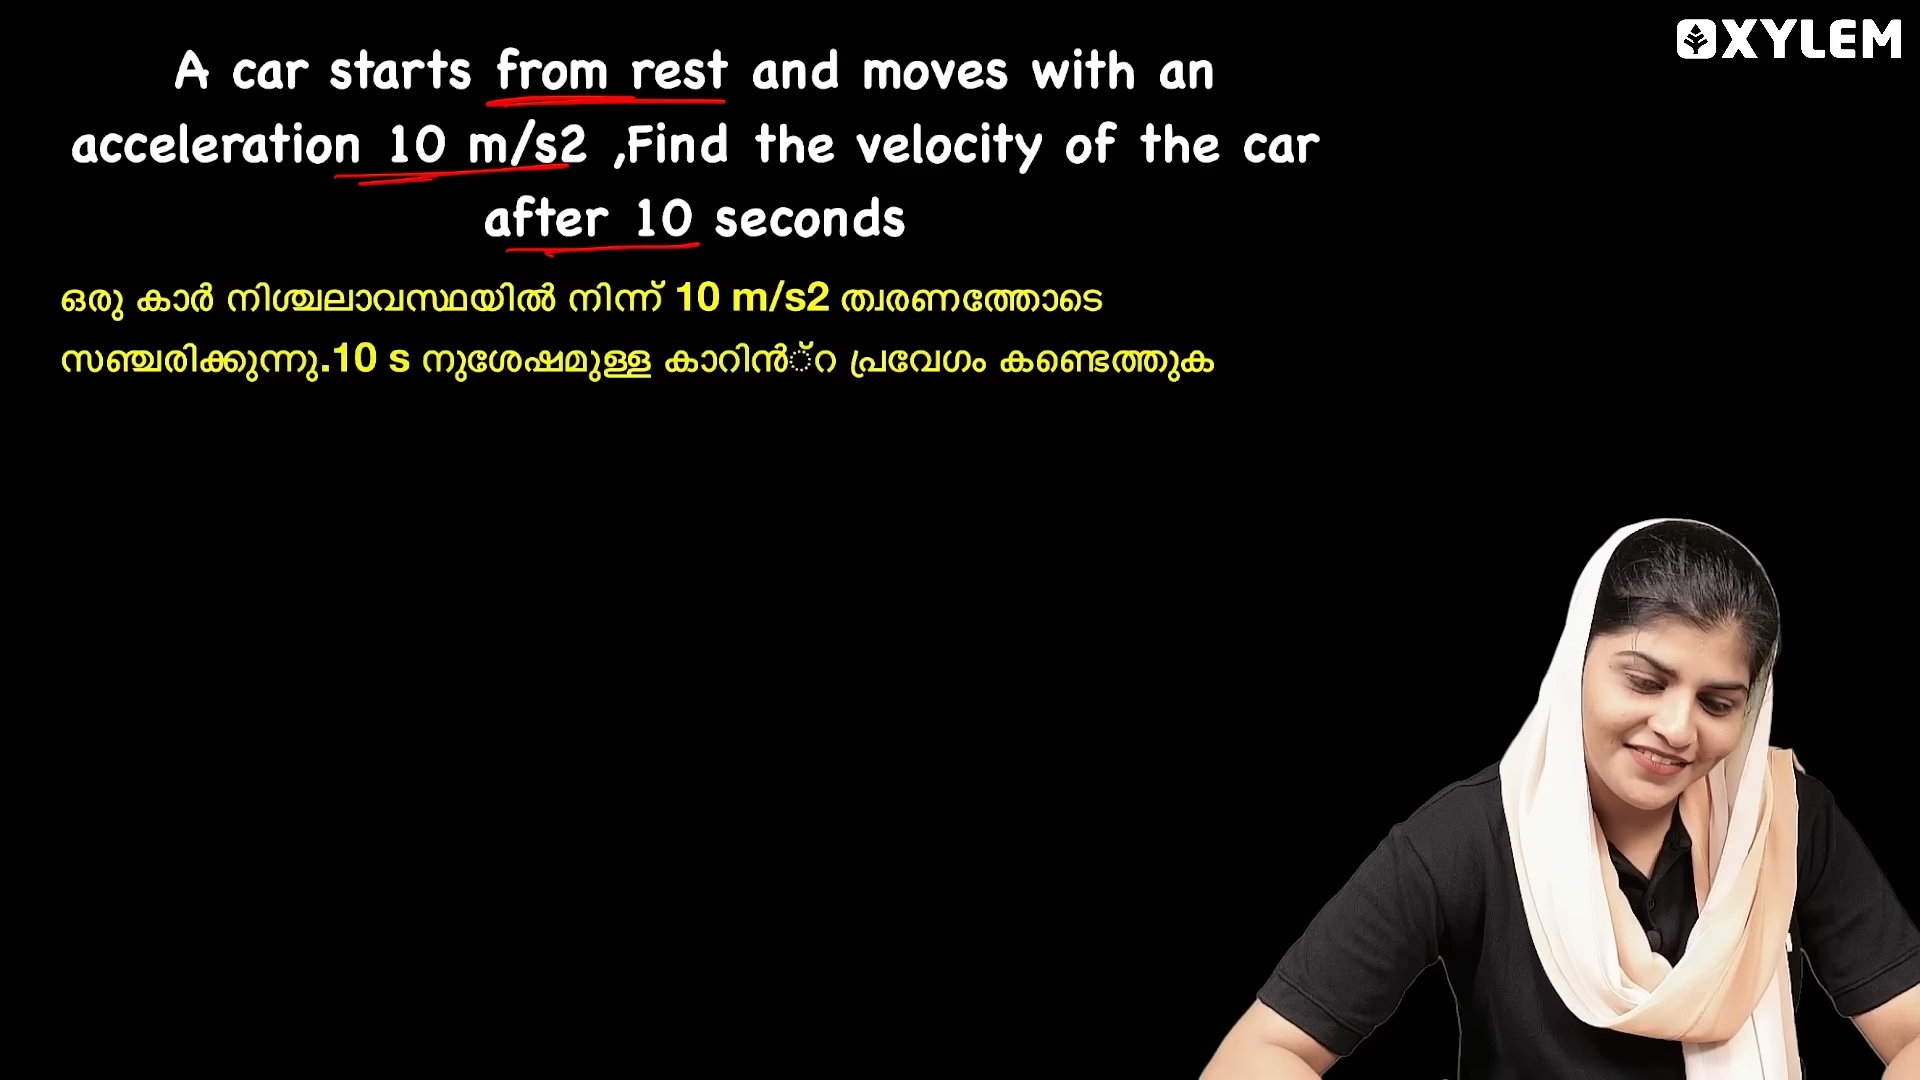 XYLEM
A car starts from rest and moves with an
acceleration 10 m/s2 ,Find the velocity of the car
after 10 seconds
ഒരു കാർ നിശ്ചലാവസ്ഥയിൽ നിന്ന് 10 m/s2 ത്വരണത്തോടെ
സഞ്ചരിക്കുന്നു.10 s നുശേഷമുള്ള കാറിൻ്റ പ്രവേഗം കണ്ടെത്തുക